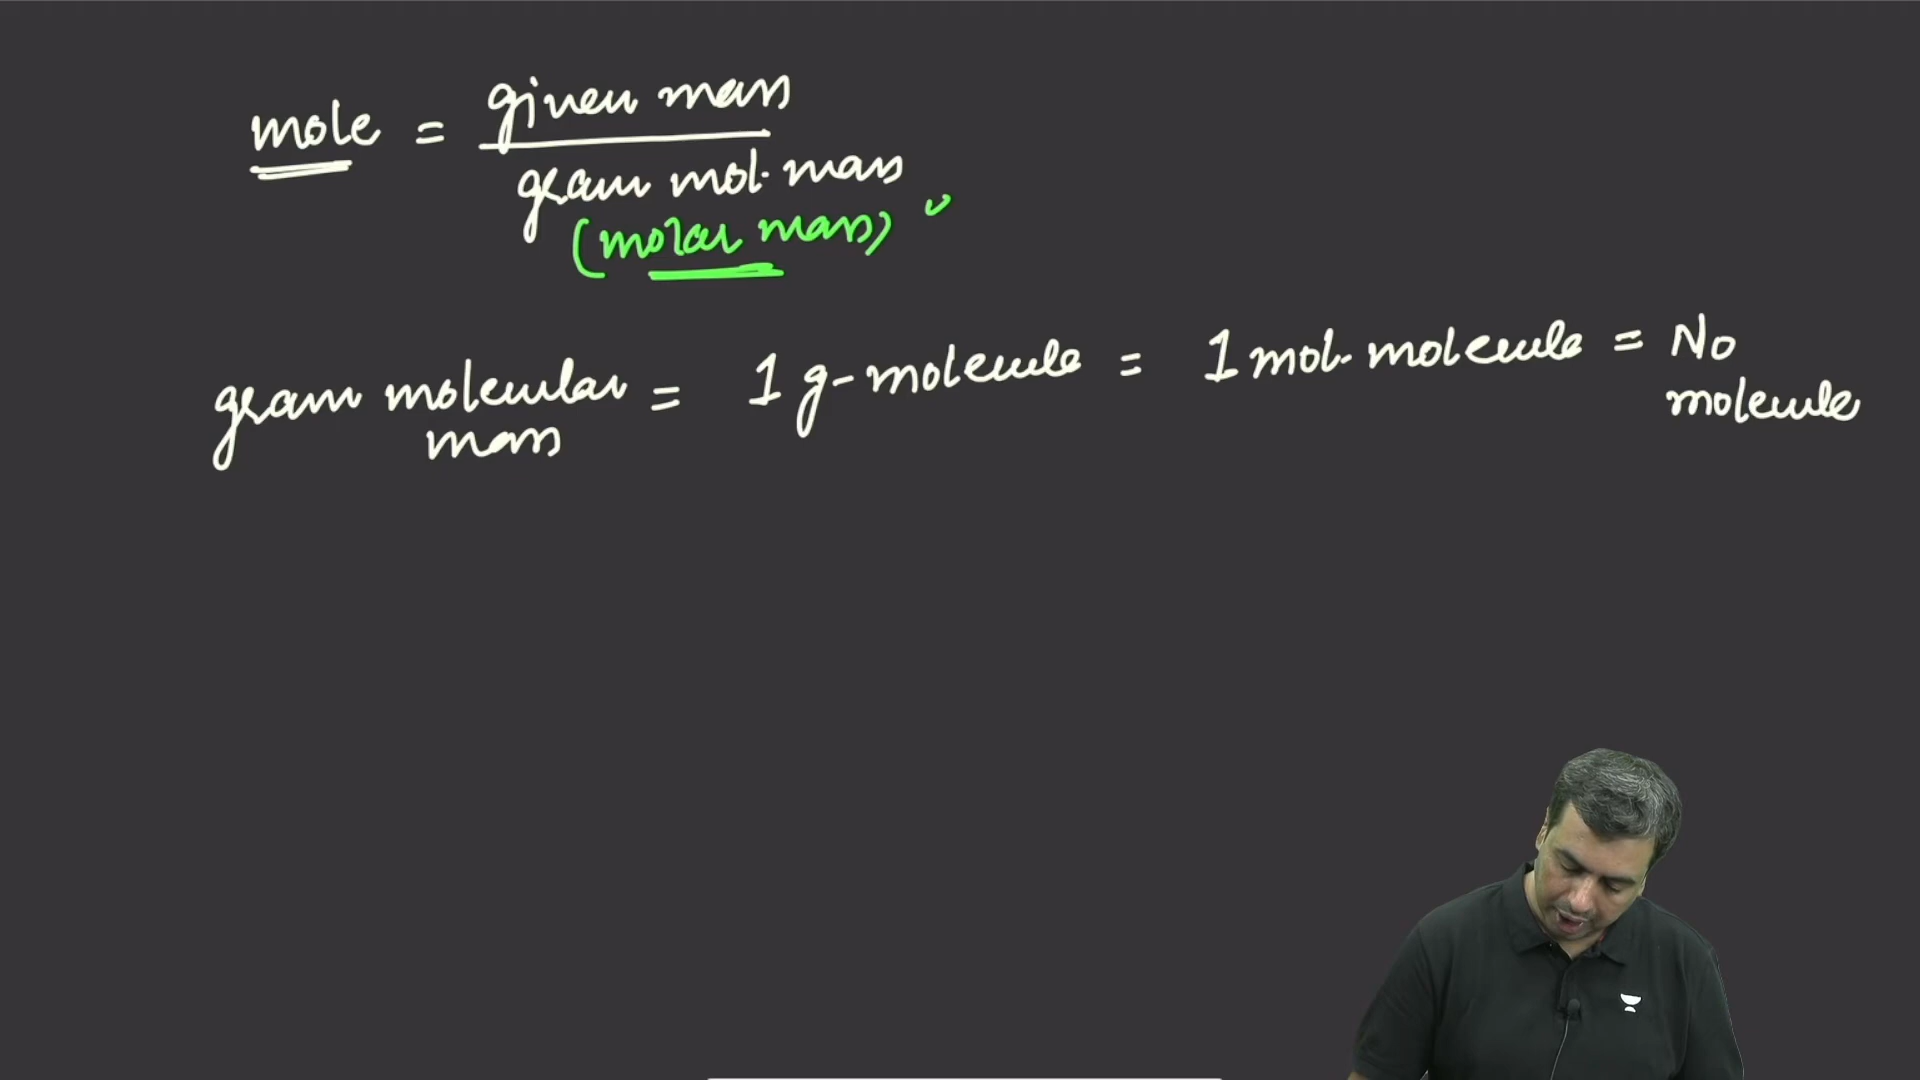 mole = given mass
gram mol. mass
(molar mass)
gram molecular = 1 g-molecule = 1 mol. molecule = No
mass
molecule